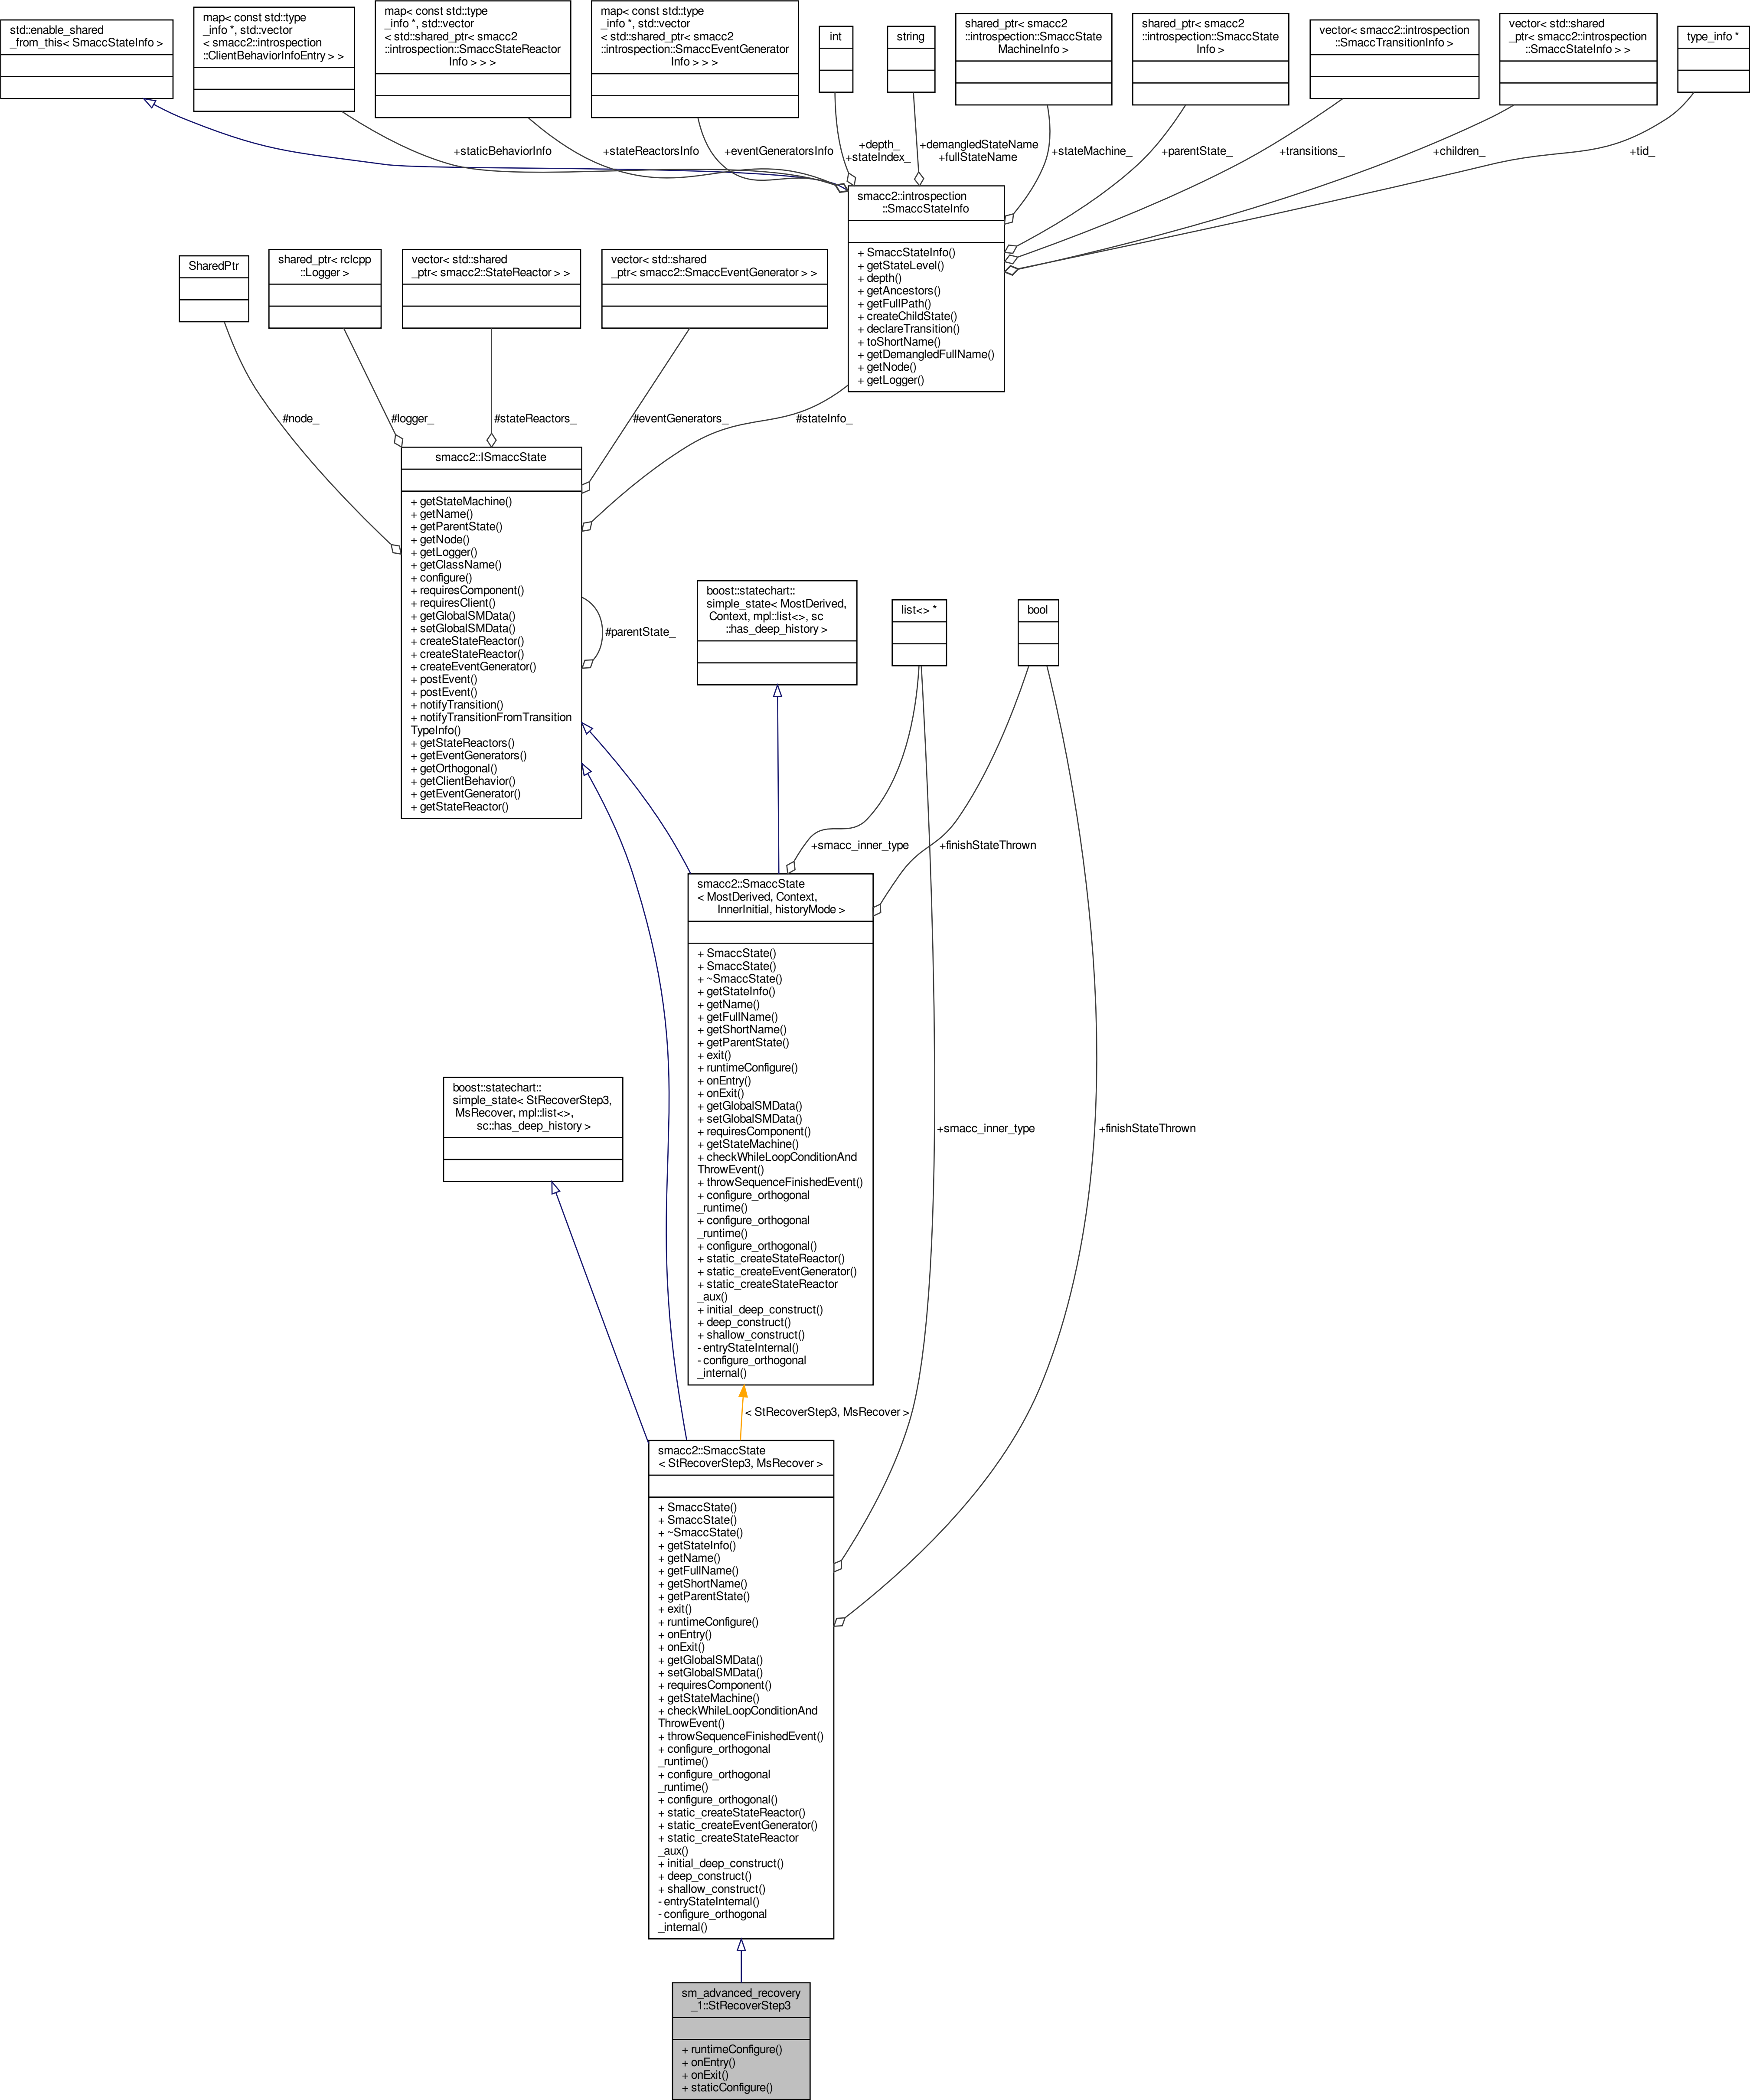 std::enable_shared
_from_this< SmaccStateInfo >
map< const std::type
_info *, std::vector
< smacc2::introspection
::ClientBehaviorInfoEntry > >
map< const std::type
_info *, std::vector
< std::shared_ptr< smacc2
::introspection::SmaccStateReactor
Info > > >
map< const std::type
_info *, std::vector
< std::shared_ptr< smacc2
::introspection::SmaccEventGenerator
Info > > >
int
string
shared_ptr< smacc2
::introspection::SmaccState
MachineInfo >
shared_ptr< smacc2
::introspection::SmaccState
Info >
vector< smacc2::introspection
::SmaccTransitionInfo >
vector< std::shared
_ptr< smacc2::introspection
::SmaccStateInfo > >
type_info *
+staticBehaviorInfo
+stateReactorsInfo
+eventGeneratorsInfo
+depth_
+stateIndex_
+demangledStateName
+fullStateName
+stateMachine_
+parentState_
+transitions_
+children_
+tid_
smacc2::introspection
::SmaccStateInfo
+ SmaccStateInfo()
+ getStateLevel()
+ depth()
+ getAncestors()
+ getFullPath()
+ createChildState()
+ declareTransition()
+ toShortName()
+ getDemangledFullName()
+ getNode()
+ getLogger()
SharedPtr
shared_ptr< rclcpp
::Logger >
vector< std::shared
_ptr< smacc2::StateReactor > >
vector< std::shared
_ptr< smacc2::SmaccEventGenerator > >
#node_
#logger_
#stateReactors_
#eventGenerators_
#stateInfo_
smacc2::ISmaccState
+ getStateMachine()
+ getName()
+ getParentState()
+ getNode()
+ getLogger()
+ getClassName()
+ configure()
+ requiresComponent()
+ requiresClient()
+ getGlobalSMData()
+ setGlobalSMData()
+ createStateReactor()
+ createStateReactor()
+ createEventGenerator()
+ postEvent()
+ postEvent()
+ notifyTransition()
+ notifyTransitionFromTransition
TypeInfo()
+ getStateReactors()
+ getEventGenerators()
+ getOrthogonal()
+ getClientBehavior()
+ getEventGenerator()
+ getStateReactor()
#parentState_
boost::statechart::
simple_state< MostDerived,
Context, mpl::list<>, sc
::has_deep_history >
list<> *
bool
+smacc_inner_type
+finishStateThrown
smacc2::SmaccState
< MostDerived, Context,
InnerInitial, historyMode >
+ SmaccState()
+ SmaccState()
+ ~SmaccState()
+ getStateInfo()
+ getName()
+ getFullName()
+ getShortName()
+ getParentState()
+ exit()
+ runtimeConfigure()
+ onEntry()
+ onExit()
+ getGlobalSMData()
+ setGlobalSMData()
+ requiresComponent()
+ getStateMachine()
+ checkWhileLoopConditionAnd
ThrowEvent()
+ throwSequenceFinishedEvent()
+ configure_orthogonal
_runtime()
+ configure_orthogonal
_runtime()
+ configure_orthogonal()
+ static_createStateReactor()
+ static_createEventGenerator()
+ static_createStateReactor
_aux()
+ initial_deep_construct()
+ deep_construct()
+ shallow_construct()
- entryStateInternal()
- configure_orthogonal
_internal()
boost::statechart::
simple_state< StRecoverStep3,
MsRecover, mpl::list<>,
sc::has_deep_history >
+smacc_inner_type
+finishStateThrown
< StRecoverStep3, MsRecover >
smacc2::SmaccState
< StRecoverStep3, MsRecover >
+ SmaccState()
+ SmaccState()
+ ~SmaccState()
+ getStateInfo()
+ getName()
+ getFullName()
+ getShortName()
+ getParentState()
+ exit()
+ runtimeConfigure()
+ onEntry()
+ onExit()
+ getGlobalSMData()
+ setGlobalSMData()
+ requiresComponent()
+ getStateMachine()
+ checkWhileLoopConditionAnd
ThrowEvent()
+ throwSequenceFinishedEvent()
+ configure_orthogonal
_runtime()
+ configure_orthogonal
_runtime()
+ configure_orthogonal()
+ static_createStateReactor()
+ static_createEventGenerator()
+ static_createStateReactor
_aux()
+ initial_deep_construct()
+ deep_construct()
+ shallow_construct()
- entryStateInternal()
- configure_orthogonal
_internal()
sm_advanced_recovery
_1::StRecoverStep3
+ runtimeConfigure()
+ onEntry()
+ onExit()
+ staticConfigure()